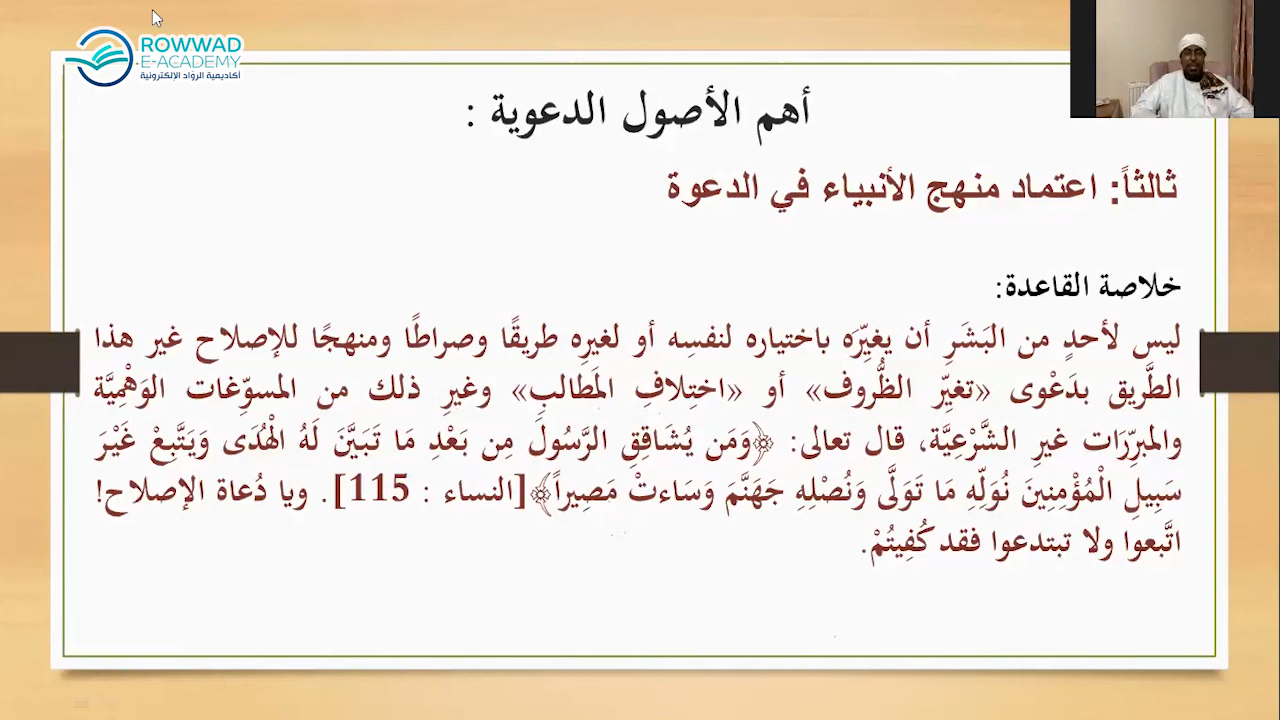 ROWWAD
E-ACADEMY
أكاديمية الرواد الإلكترونية
أهم الأصول الدعوية :
ثالثاً: اعتماد منهج الأنبياء في الدعوة
خلاصة القاعدة:
ليس لأحدٍ من البَشَرِ أن يغيِّرَه باختياره لنفسِه أو لغيرِه طريقًا وصراطًا ومنهجًا للإصلاح غير هذا
الطَّريق بدَعْوى «تغيِّر الظُّروف» أو «اختِلافِ المَطالبِ» وغيرِ ذلك من المسوِّغات الوَهْمِيَّة
والمبرِّرات غيرِ الشَّرْعِيَّة، قال تعالى: ﴿وَمَن يُشَاقِقِ الرَّسُولَ مِن بَعْدِ مَا تَبَيَّنَ لَهُ الْهُدَى وَيَتَّبِعْ غَيْرَ
سَبِيلِ الْمُؤْمِنِينَ نُوَلِّهِ مَا تَوَلَّى وَنُصْلِهِ جَهَنَّمَ وَسَاءتْ مَصِيراً﴾[النساء : 115]. ويا دُعاة الإصلاح!
اتَّبعوا ولا تبتدعوا فقد كُفِيتُمْ.